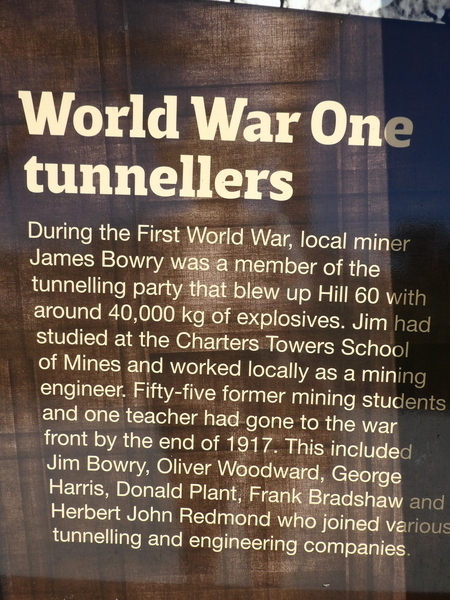 World War One
tunnellers
During the First World War, local miner
James Bowry was a member of the
tunnelling party that blew up Hill 60 with
around 40,000 kg of explosives. Jim had
studied at the Charters Towers School
of Mines and worked locally as a mining
engineer. Fifty-five former mining students
and one teacher had gone to the war
front by the end of 1917. This included
Jim Bowry, Oliver Woodward, George
Harris, Donald Plant, Frank Bradshaw and
Herbert John Redmond who joined various
tunnelling and engineering companies.